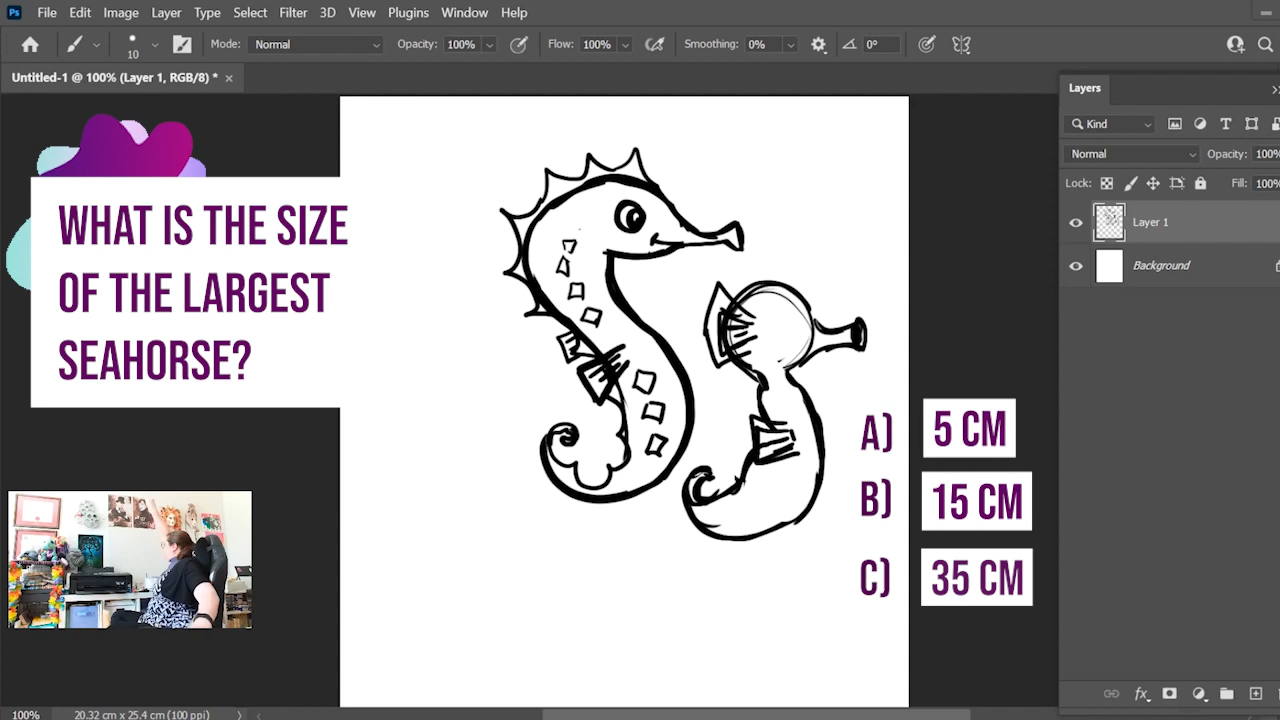 Ps File Edit Image Layer Type Select Filter 3D View Plugins Window Help
10 Mode: Normal Opacity: 100% Flow: 100% Smoothing: 0% 0°
Untitled-1 @ 100% (Layer 1, RGB/8) * ×
Layers
Kind
Normal Opacity: 100%
Lock: Fill: 100%
Layer 1
Background
WHAT IS THE SIZE
OF THE LARGEST
SEAHORSE?
A) 5 CM
B) 15 CM
C) 35 CM
fx
100% 20.32 cm x 25.4 cm (100 ppi)